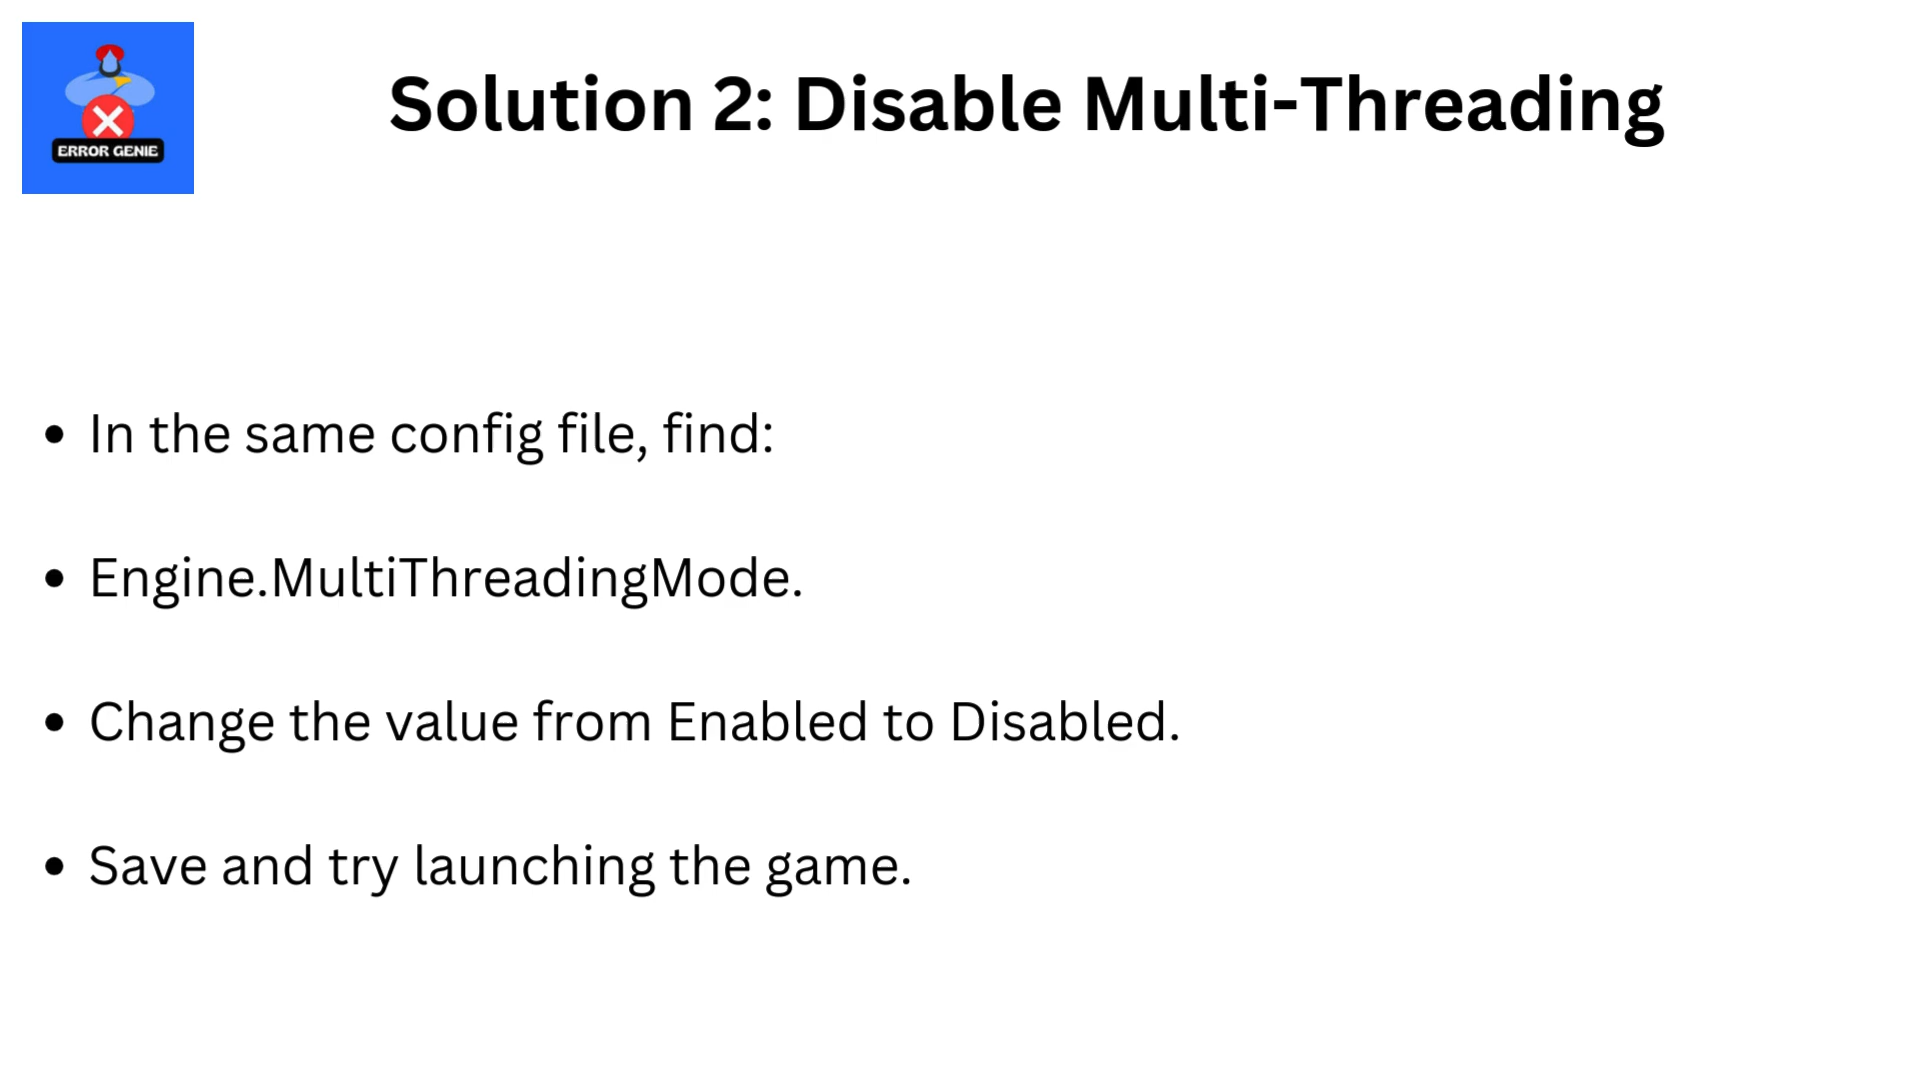 ERROR GENIE
Solution 2: Disable Multi-Threading
• In the same config file, find:
• Engine.MultiThreadingMode.
• Change the value from Enabled to Disabled.
• Save and try launching the game.